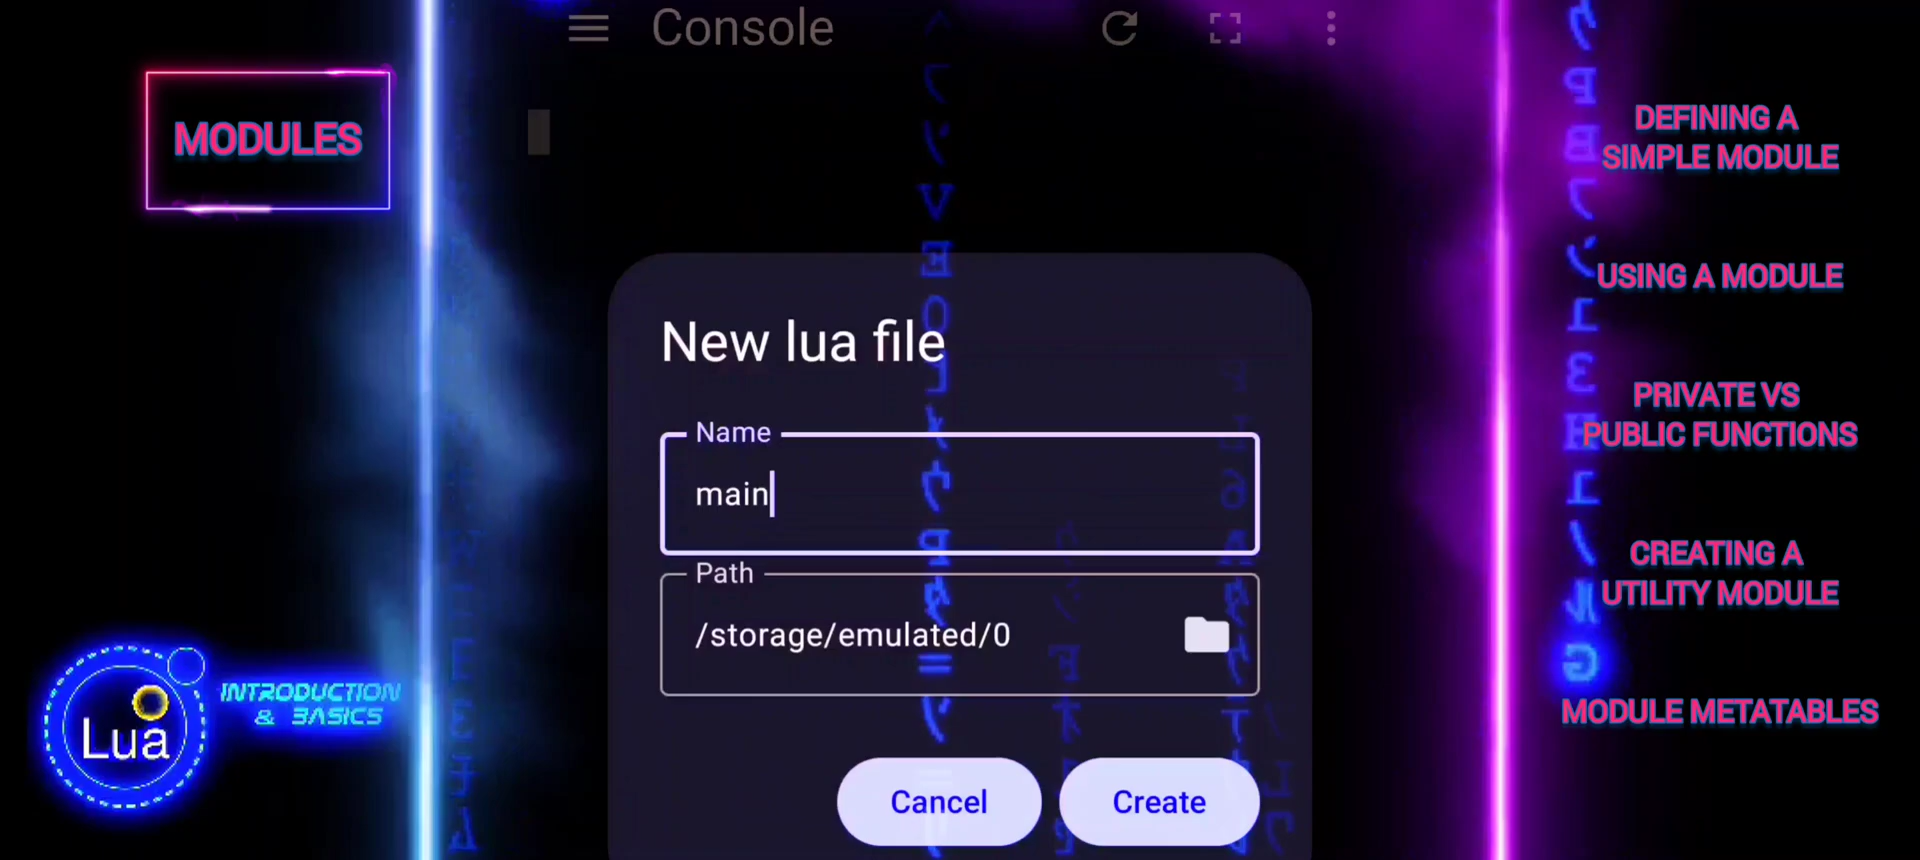 Console
MODULES
New lua file
Name
main
Path
/storage/emulated/0
Cancel
Create
Lua
INTRODUCTION
& BASICS
DEFINING A
SIMPLE MODULE
USING A MODULE
PRIVATE VS
PUBLIC FUNCTIONS
CREATING A
UTILITY MODULE
MODULE METATABLES